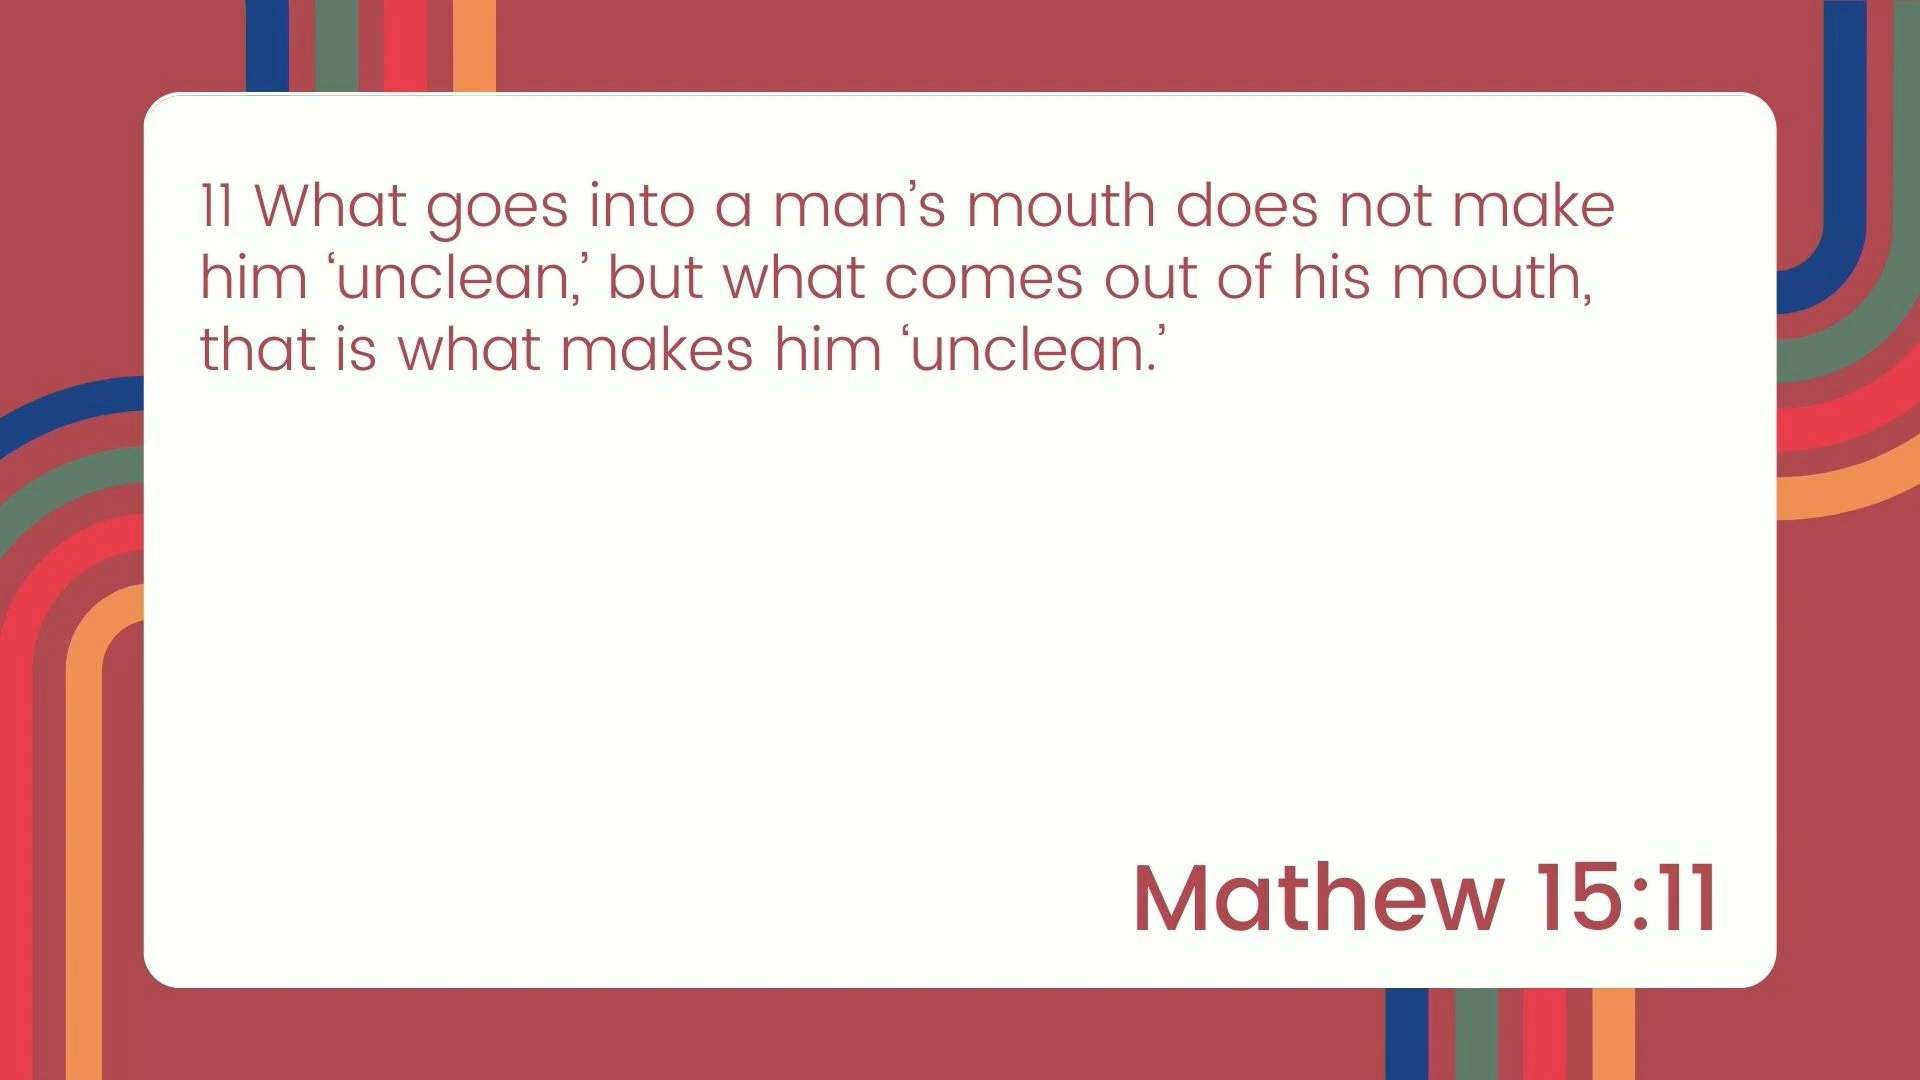 11 What goes into a man’s mouth does not make
him ‘unclean,’ but what comes out of his mouth,
that is what makes him ‘unclean.’
Mathew 15:11